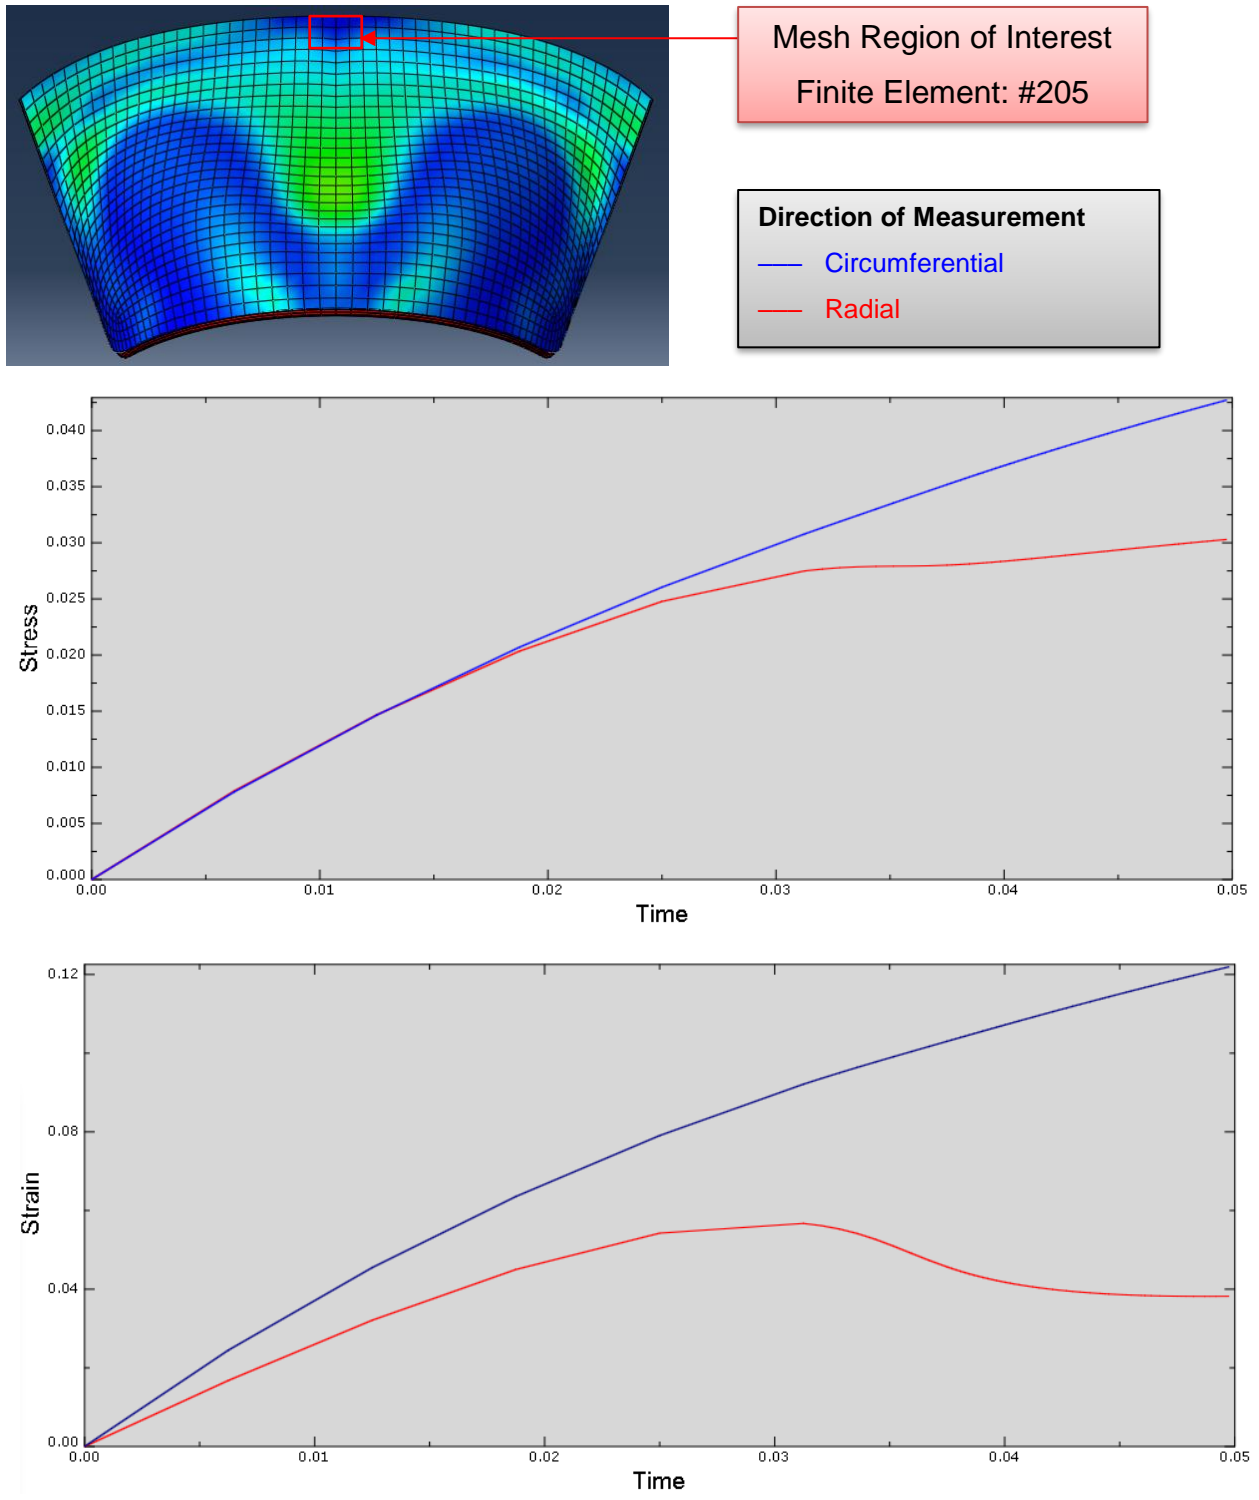 Mesh Region of Interest
Finite Element: #205
Direction of Measurement
Circumferential
Radial
0.040
0.035
0.030
0.025
0.020
0.015
0.010
0.005
0.000
Stress
0.00 0.01 0.02 0.03 0.04 0.05
Time
0.12
0.08
0.04
0.00
Strain
0.00 0.01 0.02 0.03 0.04 0.05
Time